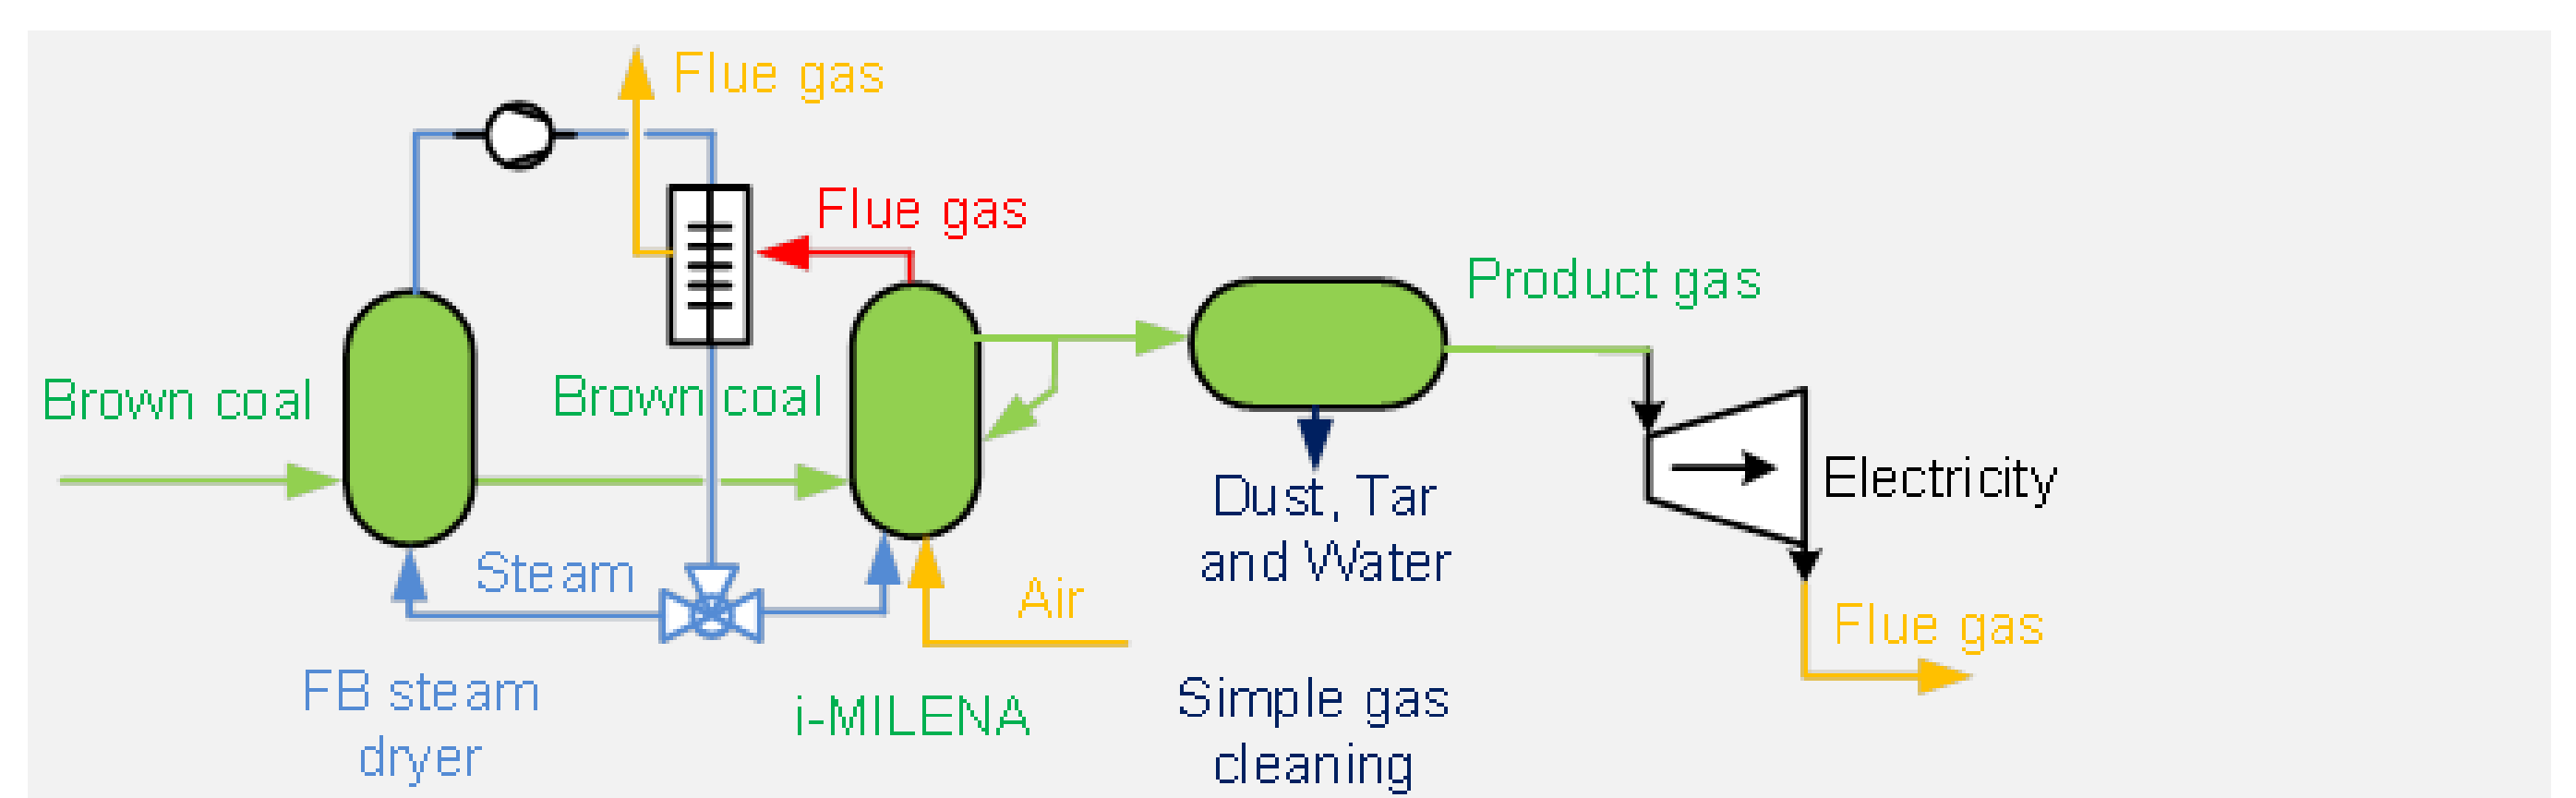 Flue gas
Flue gas
Product gas
Brown coal
Brown coal
Electricity
Dust, Tar
and Water
Steam
Air
Flue gas
FB steam
dryer
i-MILENA
Simple gas
cleaning